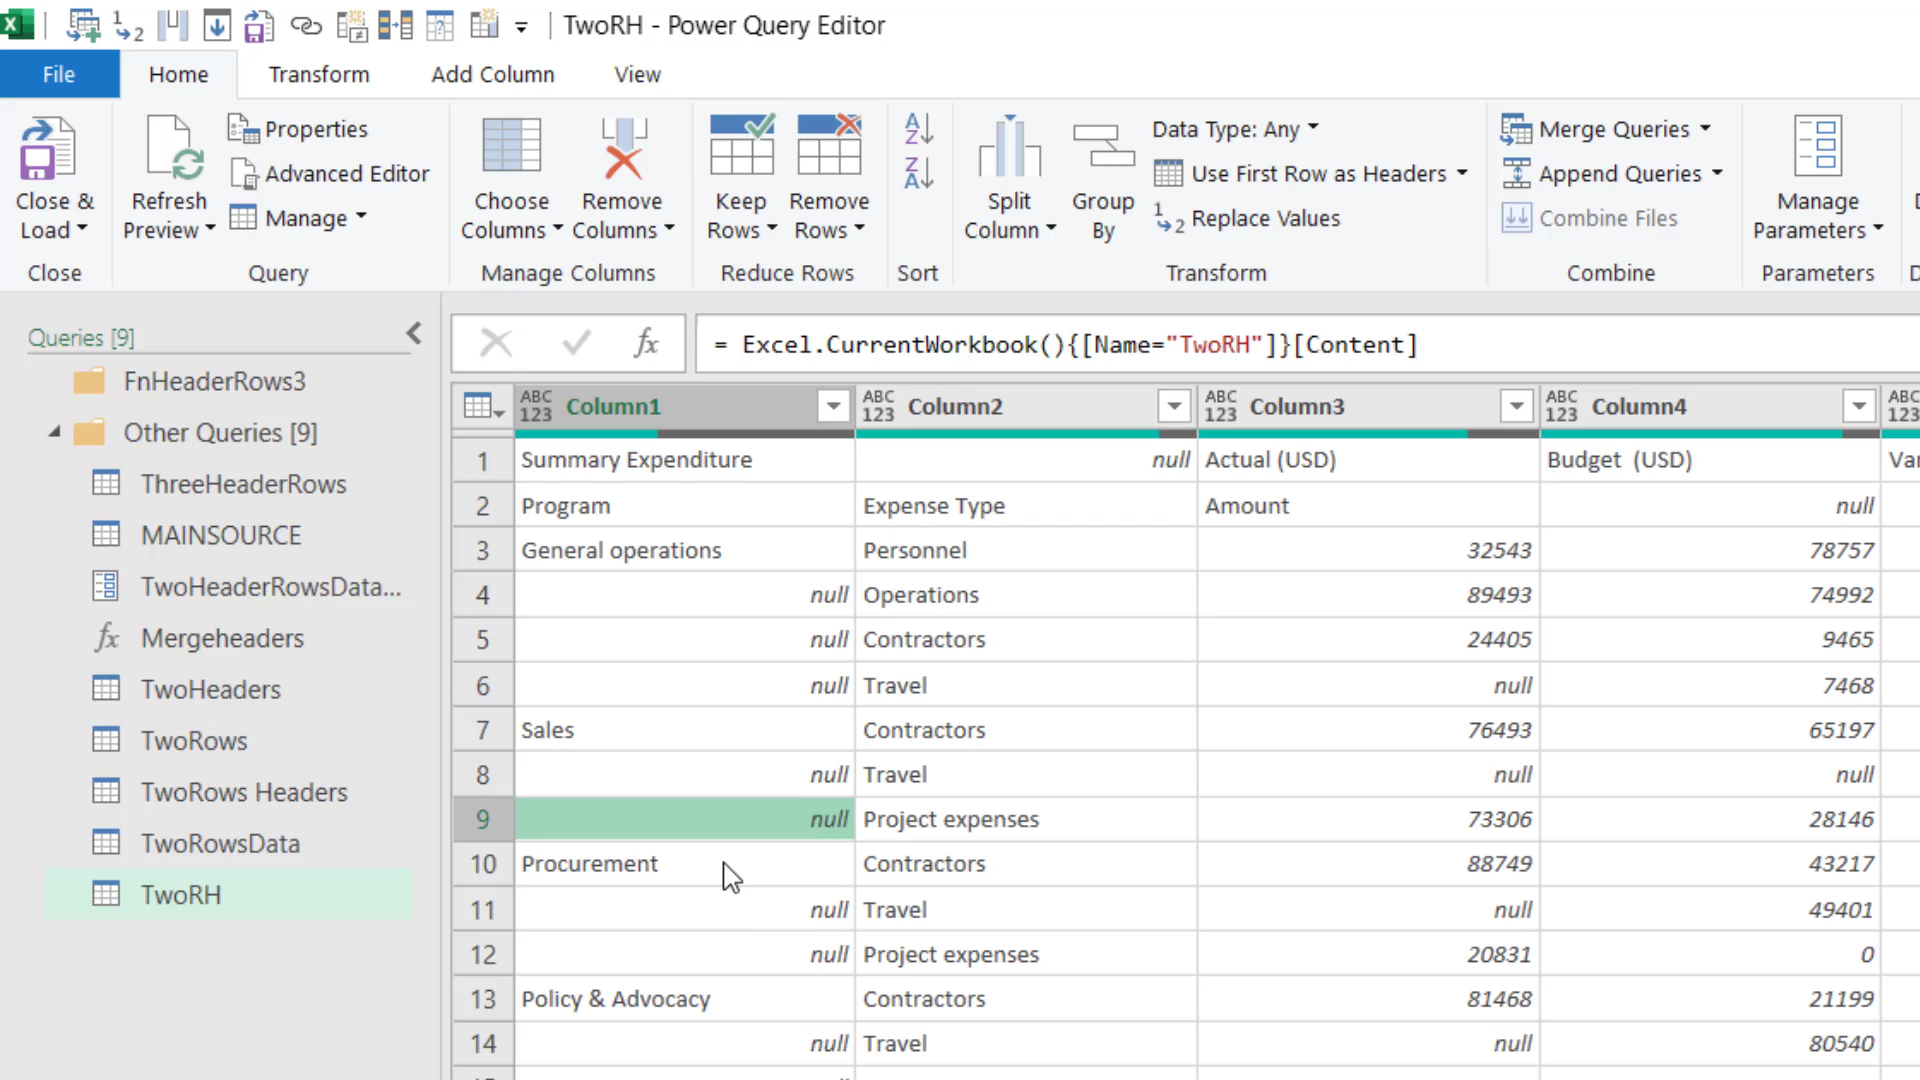 TwoRH - Power Query Editor
File Home Transform Add Column View
Close & Load
Close
Refresh Preview
Properties
Advanced Editor
Manage
Query
Choose Columns
Remove Columns
Manage Columns
Keep Rows
Remove Rows
Reduce Rows
A Z
Z A
Sort
Split Column
Group By
Data Type: Any
Use First Row as Headers
1 2 Replace Values
Transform
Merge Queries
Append Queries
Combine Files
Combine
Manage Parameters
Parameters
Queries [9]
FnHeaderRows3
Other Queries [9]
ThreeHeaderRows
MAINSOURCE
TwoHeaderRowsData...
fx Mergeheaders
TwoHeaders
TwoRows
TwoRows Headers
TwoRowsData
TwoRH
fx = Excel.CurrentWorkbook(){[Name="TwoRH"]}[Content]
ABC 123 Column1 ABC 123 Column2 ABC 123 Column3 ABC 123 Column4 ABC 123
1 Summary Expenditure null Actual (USD) Budget (USD)
2 Program Expense Type Amount null
3 General operations Personnel 32543 78757
4 null Operations 89493 74992
5 null Contractors 24405 9465
6 null Travel null 7468
7 Sales Contractors 76493 65197
8 null Travel null null
9 null Project expenses 73306 28146
10 Procurement Contractors 88749 43217
11 null Travel null 49401
12 null Project expenses 20831 0
13 Policy & Advocacy Contractors 81468 21199
14 null Travel null 80540